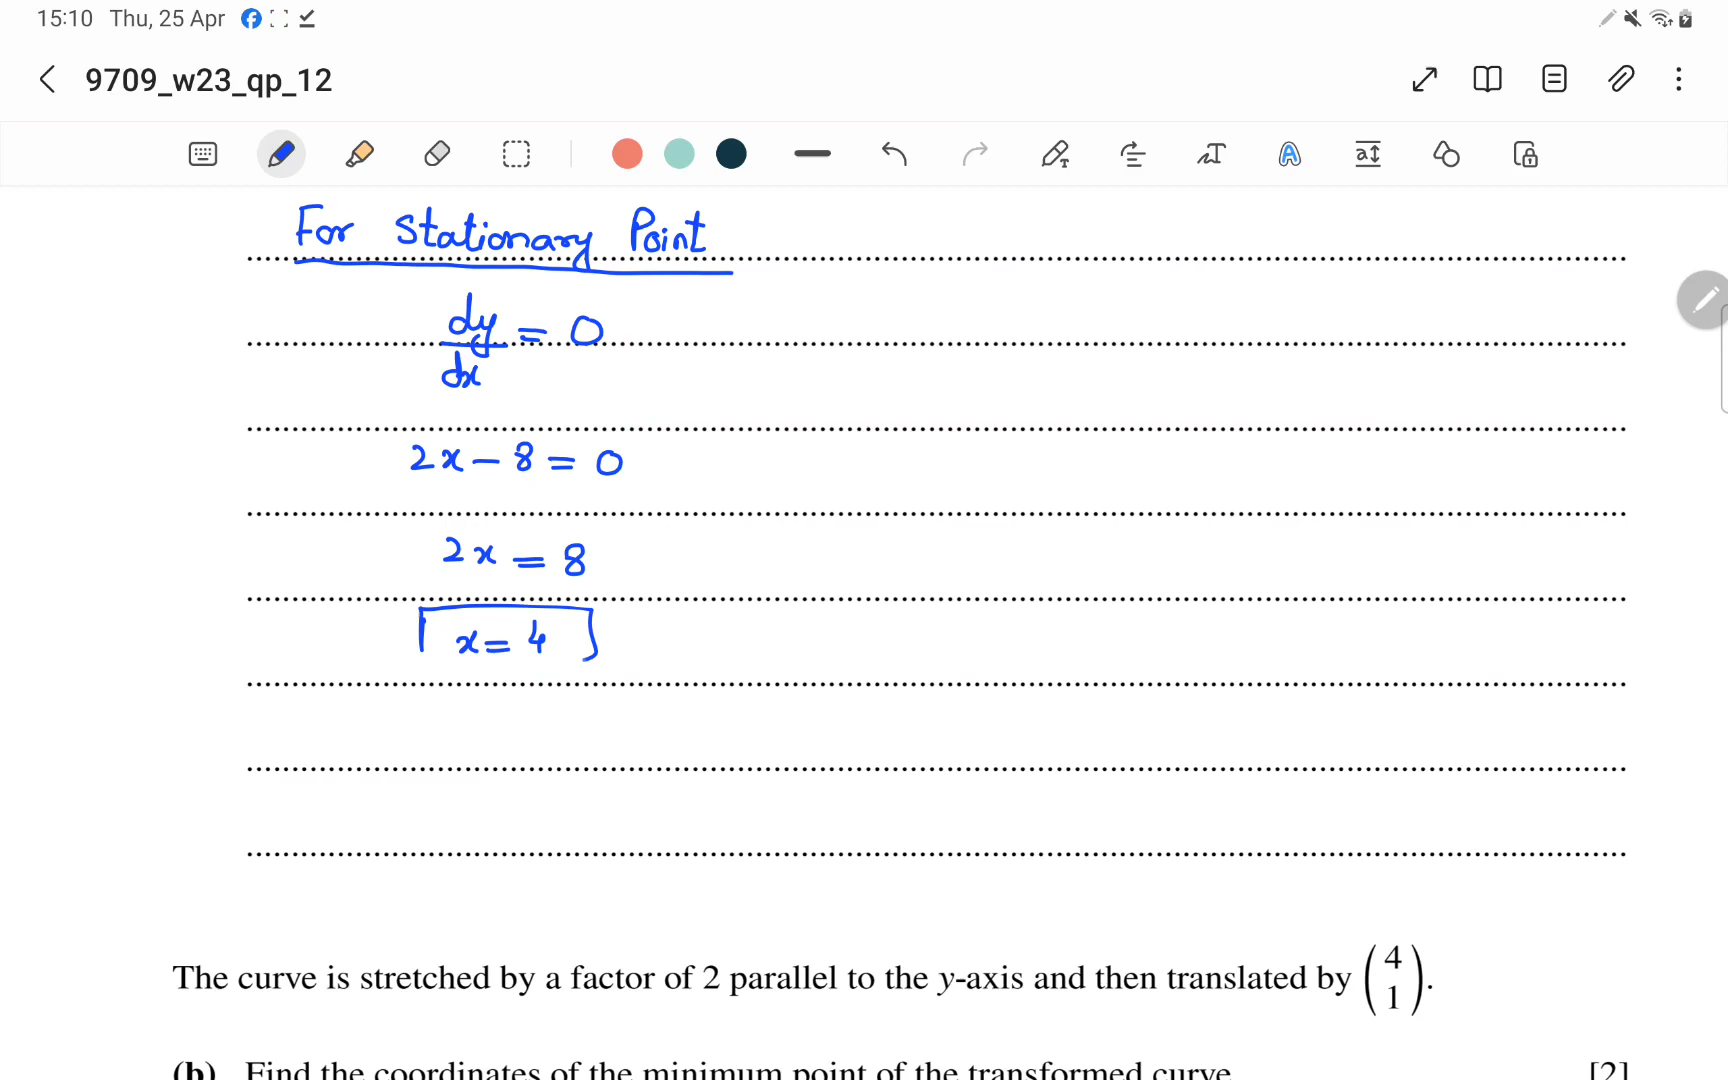 15:10 Thu, 25 Apr
9709_w23_qp_12
For Stationary Point
dy/dx = 0
2x - 8 = 0
2x = 8
x = 4
The curve is stretched by a factor of 2 parallel to the y-axis and then translated by (4 1).
(b) Find the coordinates of the minimum point of the transformed curve. [2]